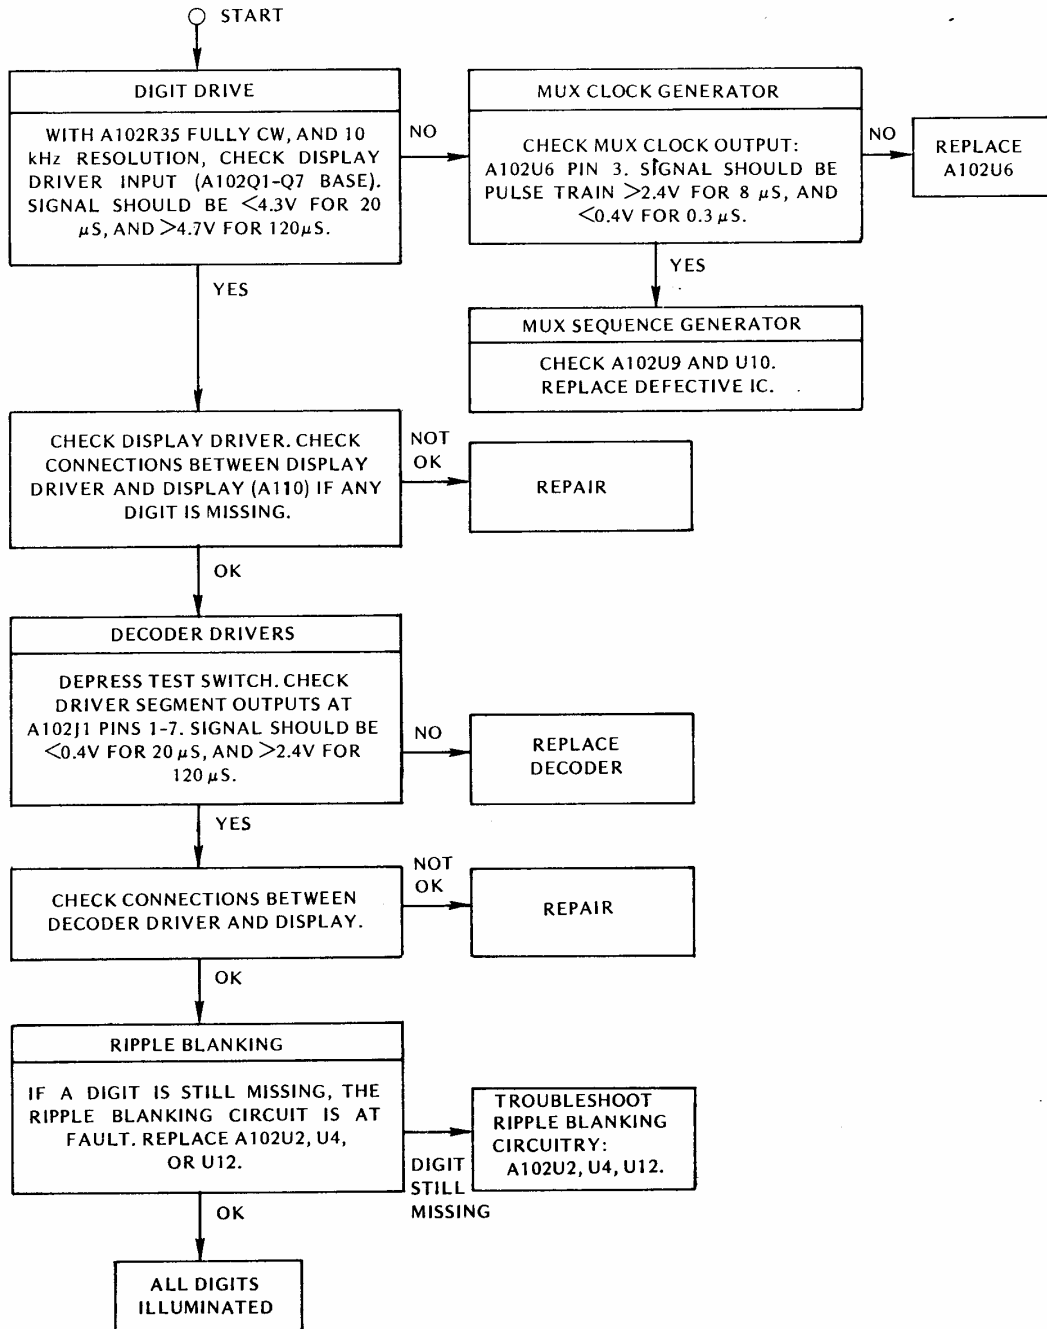 START
DIGIT DRIVE
WITH A102R35 FULLY CW, AND 10
kHz RESOLUTION, CHECK DISPLAY
DRIVER INPUT (A102Q1-Q7 BASE).
SIGNAL SHOULD BE <4.3V FOR 20
µS, AND >4.7V FOR 120µS.
NO
MUX CLOCK GENERATOR
CHECK MUX CLOCK OUTPUT:
A102U6 PIN 3. SIGNAL SHOULD BE
PULSE TRAIN >2.4V FOR 8 µS, AND
<0.4V FOR 0.3 µS.
NO
REPLACE
A102U6
YES
YES
MUX SEQUENCE GENERATOR
CHECK A102U9 AND U10.
REPLACE DEFECTIVE IC.
CHECK DISPLAY DRIVER. CHECK
CONNECTIONS BETWEEN DISPLAY
DRIVER AND DISPLAY (A110) IF ANY
DIGIT IS MISSING.
NOT
OK
REPAIR
OK
DECODER DRIVERS
DEPRESS TEST SWITCH. CHECK
DRIVER SEGMENT OUTPUTS AT
A102J1 PINS 1-7. SIGNAL SHOULD BE
<0.4V FOR 20 µS, AND >2.4V FOR
120 µS.
NO
REPLACE
DECODER
YES
CHECK CONNECTIONS BETWEEN
DECODER DRIVER AND DISPLAY.
NOT
OK
REPAIR
OK
RIPPLE BLANKING
IF A DIGIT IS STILL MISSING, THE
RIPPLE BLANKING CIRCUIT IS AT
FAULT. REPLACE A102U2, U4,
OR U12.
DIGIT
STILL
MISSING
TROUBLESHOOT
RIPPLE BLANKING
CIRCUITRY:
A102U2, U4, U12.
OK
ALL DIGITS
ILLUMINATED